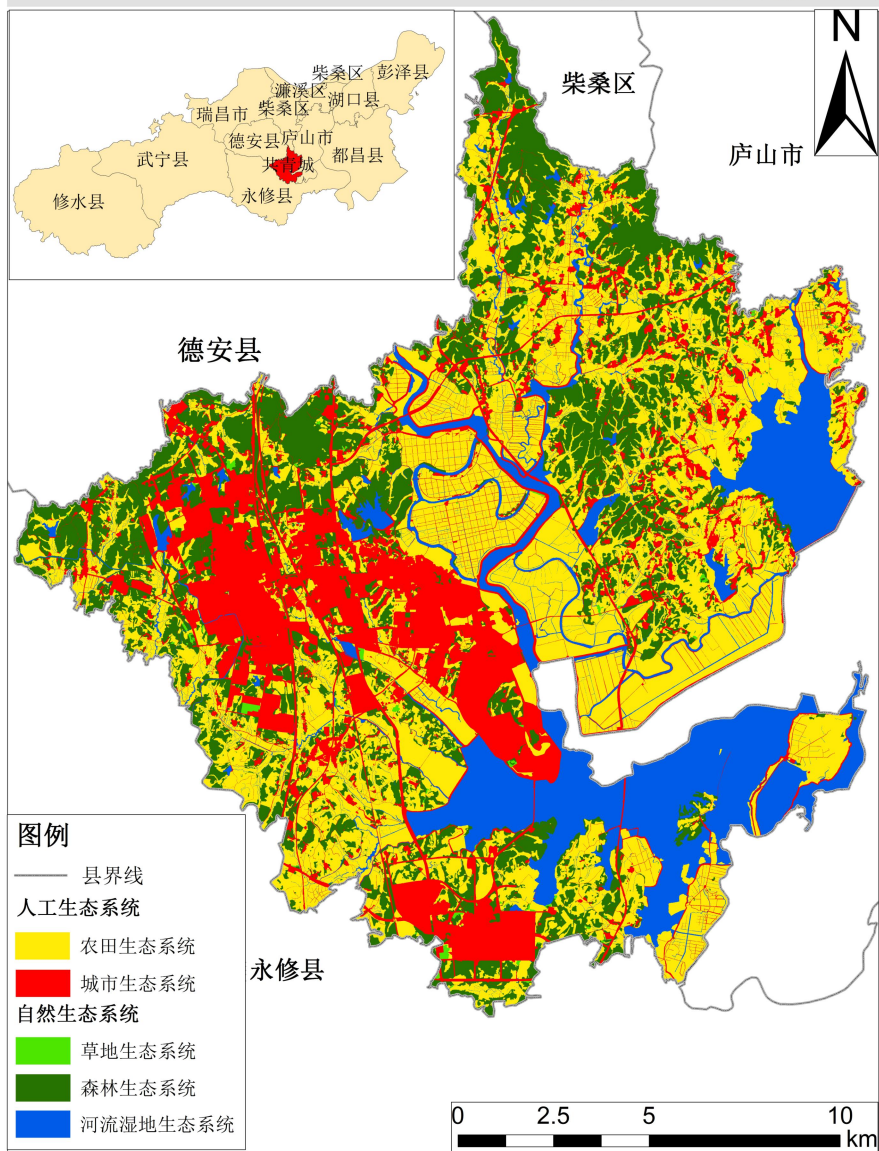 柴桑区
彭泽县
濂溪区
湖口县
瑞昌市
柴桑区
德安县
庐山市
都昌县
武宁县
共青城
修水县
永修县
N
柴桑区
庐山市
德安县
永修县
图例
县界线
人工生态系统
农田生态系统
城市生态系统
自然生态系统
草地生态系统
森林生态系统
河流湿地生态系统
0 2.5 5 10
km